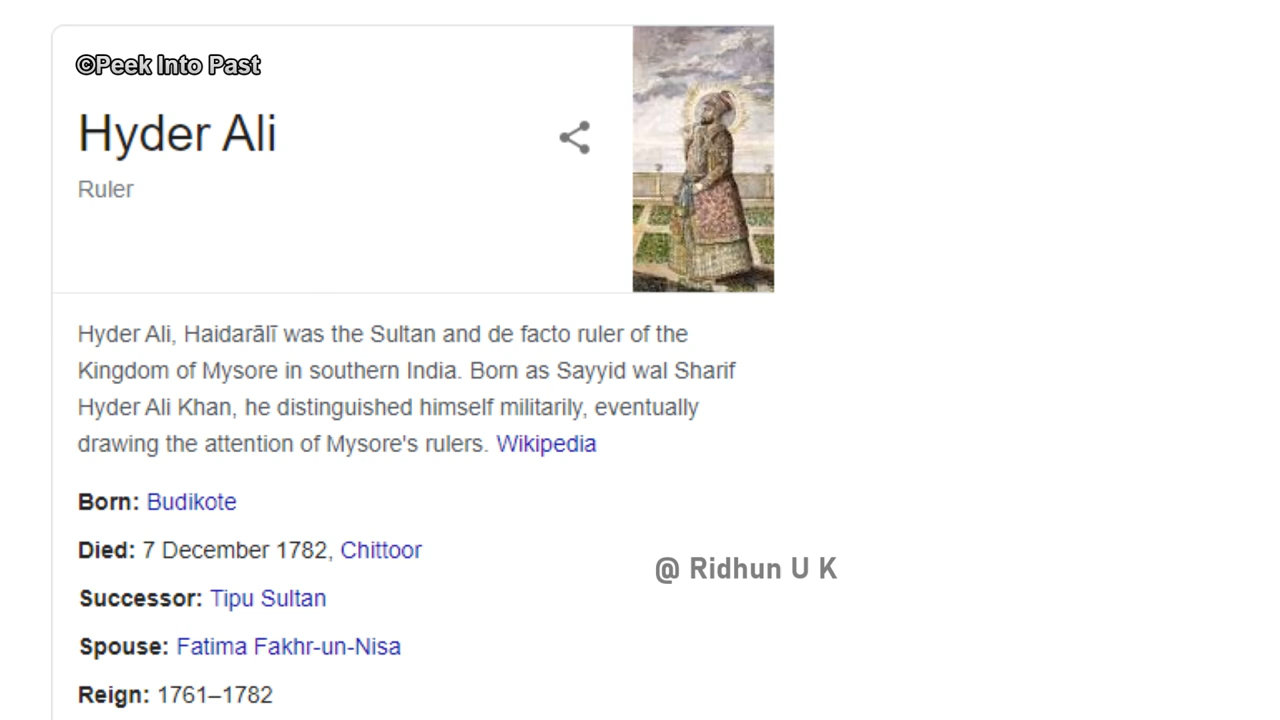 ©Peek Into Past
Hyder Ali
Ruler
Hyder Ali, Haidarālī was the Sultan and de facto ruler of the
Kingdom of Mysore in southern India. Born as Sayyid wal Sharif
Hyder Ali Khan, he distinguished himself militarily, eventually
drawing the attention of Mysore's rulers. Wikipedia
Born: Budikote
Died: 7 December 1782, Chittoor
@ Ridhun U K
Successor: Tipu Sultan
Spouse: Fatima Fakhr-un-Nisa
Reign: 1761–1782